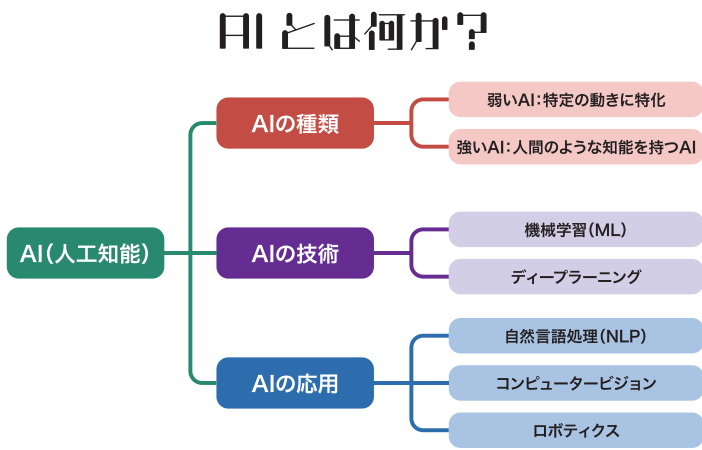 AIとは何か?
AI(人工知能)
AIの種類
弱いAI:特定の動きに特化
強いAI:人間のような知能を持つAI
AIの技術
機械学習(ML)
ディープラーニング
AIの応用
自然言語処理(NLP)
コンピュータービジョン
ロボティクス